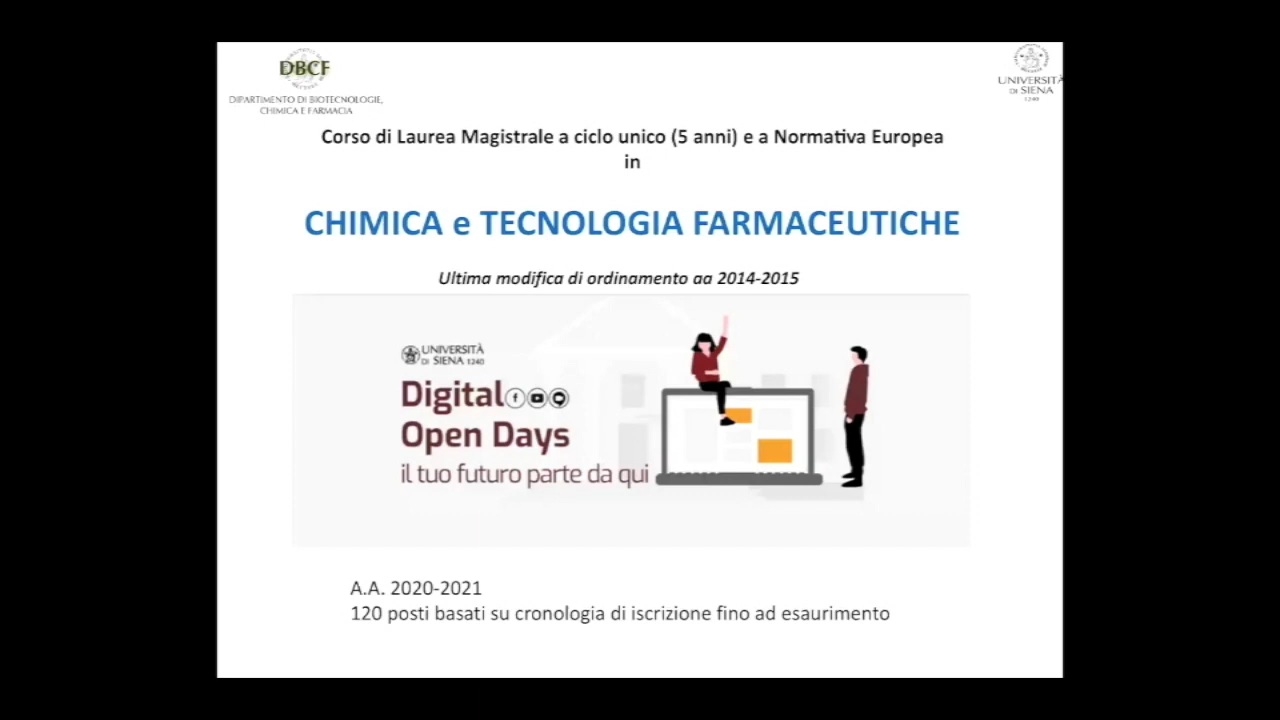 DBCF
DIPARTIMENTO DI BIOTECNOLOGIE,
CHIMICA E FARMACIA
UNIVERSITÀ
DI SIENA
1240
Corso di Laurea Magistrale a ciclo unico (5 anni) e a Normativa Europea
in
CHIMICA e TECNOLOGIA FARMACEUTICHE
Ultima modifica di ordinamento aa 2014-2015
UNIVERSITÀ
DI SIENA 1240
Digital
Open Days
il tuo futuro parte da qui
A.A. 2020-2021
120 posti basati su cronologia di iscrizione fino ad esaurimento